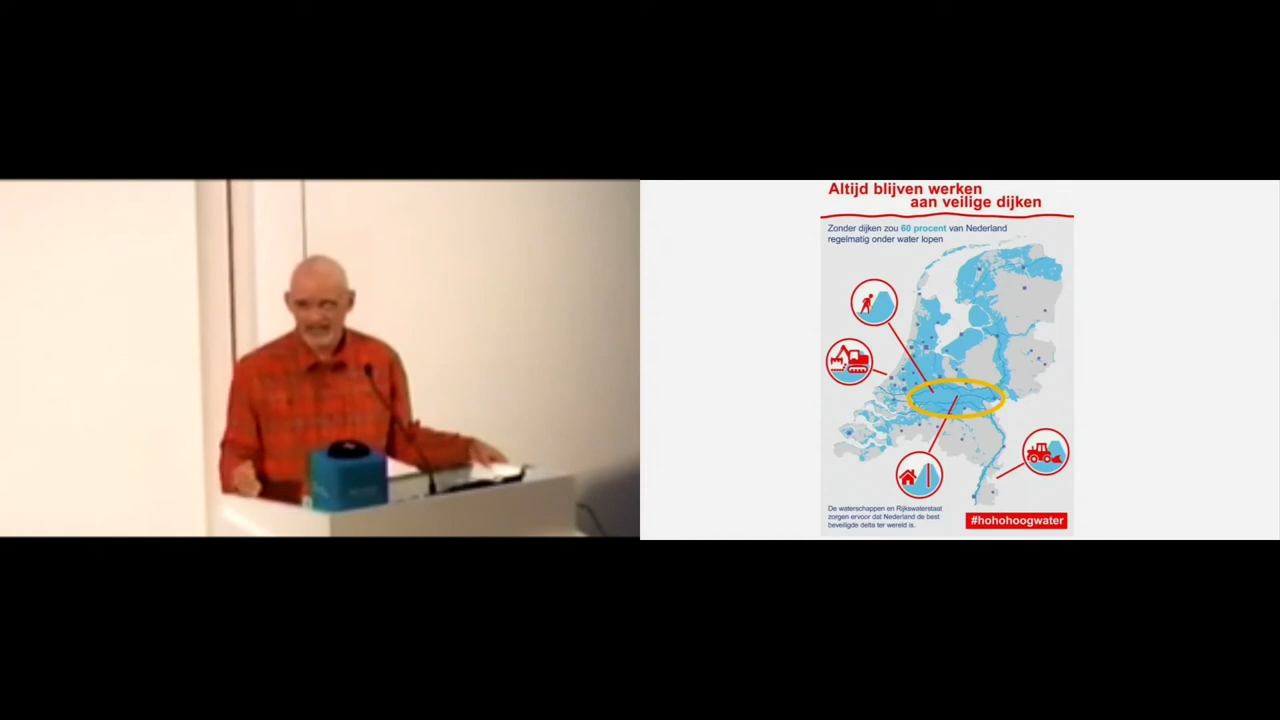 Altijd blijven werken
aan veilige dijken
Zonder dijken zou 60 procent van Nederland
regelmatig onder water lopen
De waterschappen en Rijkswaterstaat
zorgen ervoor dat Nederland de best
beveiligde delta ter wereld is.
#hohohoogwater